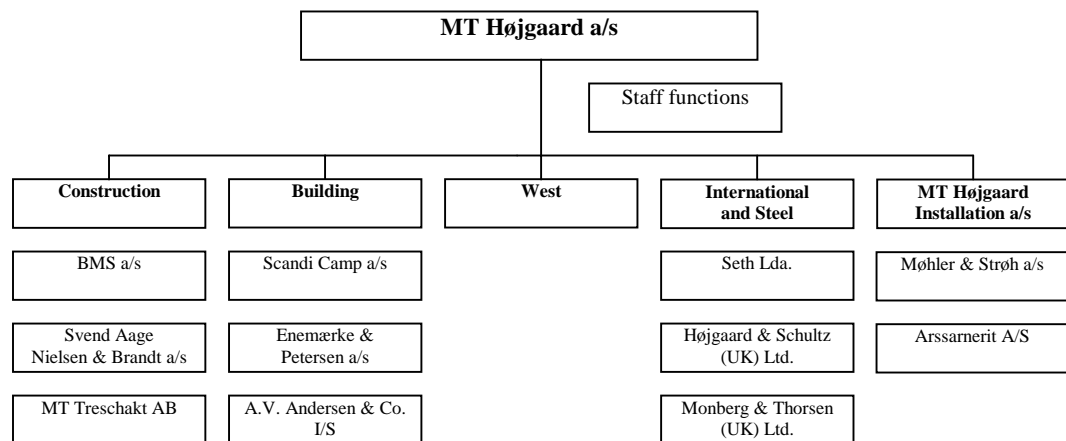 MT Højgaard a/s
Staff functions
Construction
Building
West
International
and Steel
MT Højgaard
Installation a/s
BMS a/s
Scandi Camp a/s
Seth Lda.
Møhler & Strøh a/s
Svend Aage
Nielsen & Brandt a/s
Enemærke &
Petersen a/s
Højgaard & Schultz
(UK) Ltd.
Arssarnerit A/S
MT Treschakt AB
A.V. Andersen & Co.
I/S
Monberg & Thorsen
(UK) Ltd.